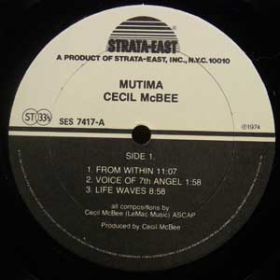 STRATA-EAST
A PRODUCT OF STRATA-EAST, INC., N.Y.C. 10010
MUTIMA
CECIL McBEE
SES 7417-A
ST 33⅓
℗1974
SIDE 1.
1. FROM WITHIN 11:07
2. VOICE OF 7th ANGEL 1:58
3. LIFE WAVES 8:58
all compositions by
Cecil McBee (LeMac Music) ASCAP
Produced by Cecil McBee